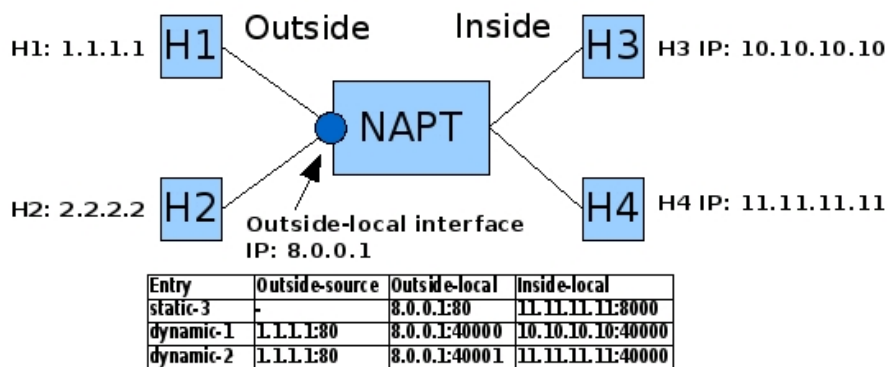 H1: 1.1.1.1
H1
Outside
Inside
H3
H3 IP: 10.10.10.10
NAPT
H2: 2.2.2.2
H2
Outside-local interface
IP: 8.0.0.1
H4
H4 IP: 11.11.11.11
Entry Outside-source Outside-local Inside-local
static-3 - 8.0.0.1:80 11.11.11.11:8000
dynamic-1 1.1.1.1:80 8.0.0.1:40000 10.10.10.10:40000
dynamic-2 1.1.1.1:80 8.0.0.1:40001 11.11.11.11:40000